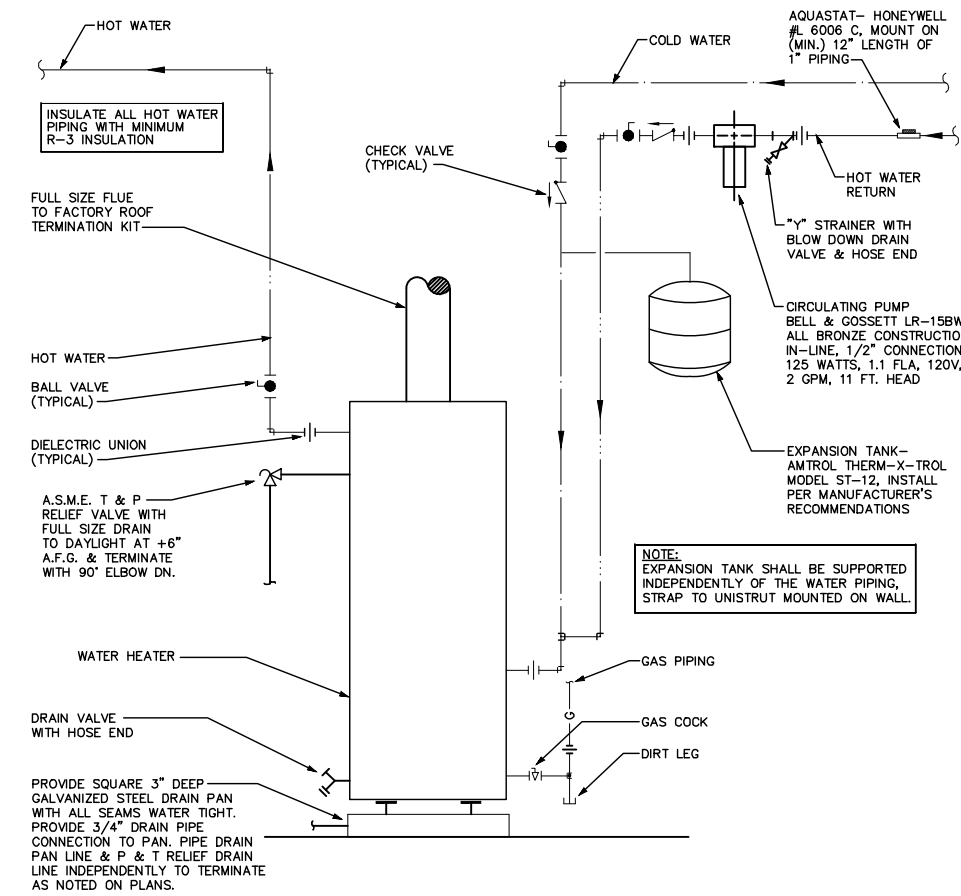 HOT WATER
INSULATE ALL HOT WATER
PIPING WITH MINIMUM
R-3 INSULATION
FULL SIZE FLUE
TO FACTORY ROOF
TERMINATION KIT
HOT WATER
BALL VALVE
(TYPICAL)
DIELECTRIC UNION
(TYPICAL)
A.S.M.E. T & P
RELIEF VALVE WITH
FULL SIZE DRAIN
TO DAYLIGHT AT +6"
A.F.G. & TERMINATE
WITH 90° ELBOW DN.
WATER HEATER
DRAIN VALVE
WITH HOSE END
PROVIDE SQUARE 3" DEEP
GALVANIZED STEEL DRAIN PAN
WITH ALL SEAMS WATER TIGHT.
PROVIDE 3/4" DRAIN PIPE
CONNECTION TO PAN. PIPE DRAIN
PAN LINE & P & T RELIEF DRAIN
LINE INDEPENDENTLY TO TERMINATE
AS NOTED ON PLANS.
COLD WATER
CHECK VALVE
(TYPICAL)
AQUASTAT- HONEYWELL
#L 6006 C, MOUNT ON
(MIN.) 12" LENGTH OF
1" PIPING
HOT WATER
RETURN
"Y" STRAINER WITH
BLOW DOWN DRAIN
VALVE & HOSE END
CIRCULATING PUMP
BELL & GOSSETT LR-15BW
ALL BRONZE CONSTRUCTIO
IN-LINE, 1/2" CONNECTION
125 WATTS, 1.1 FLA, 120V,
2 GPM, 11 FT. HEAD
EXPANSION TANK-
AMTROL THERM-X-TROL
MODEL ST-12, INSTALL
PER MANUFACTURER'S
RECOMMENDATIONS
NOTE:
EXPANSION TANK SHALL BE SUPPORTED
INDEPENDENTLY OF THE WATER PIPING,
STRAP TO UNISTRUT MOUNTED ON WALL.
GAS PIPING
G
GAS COCK
DIRT LEG